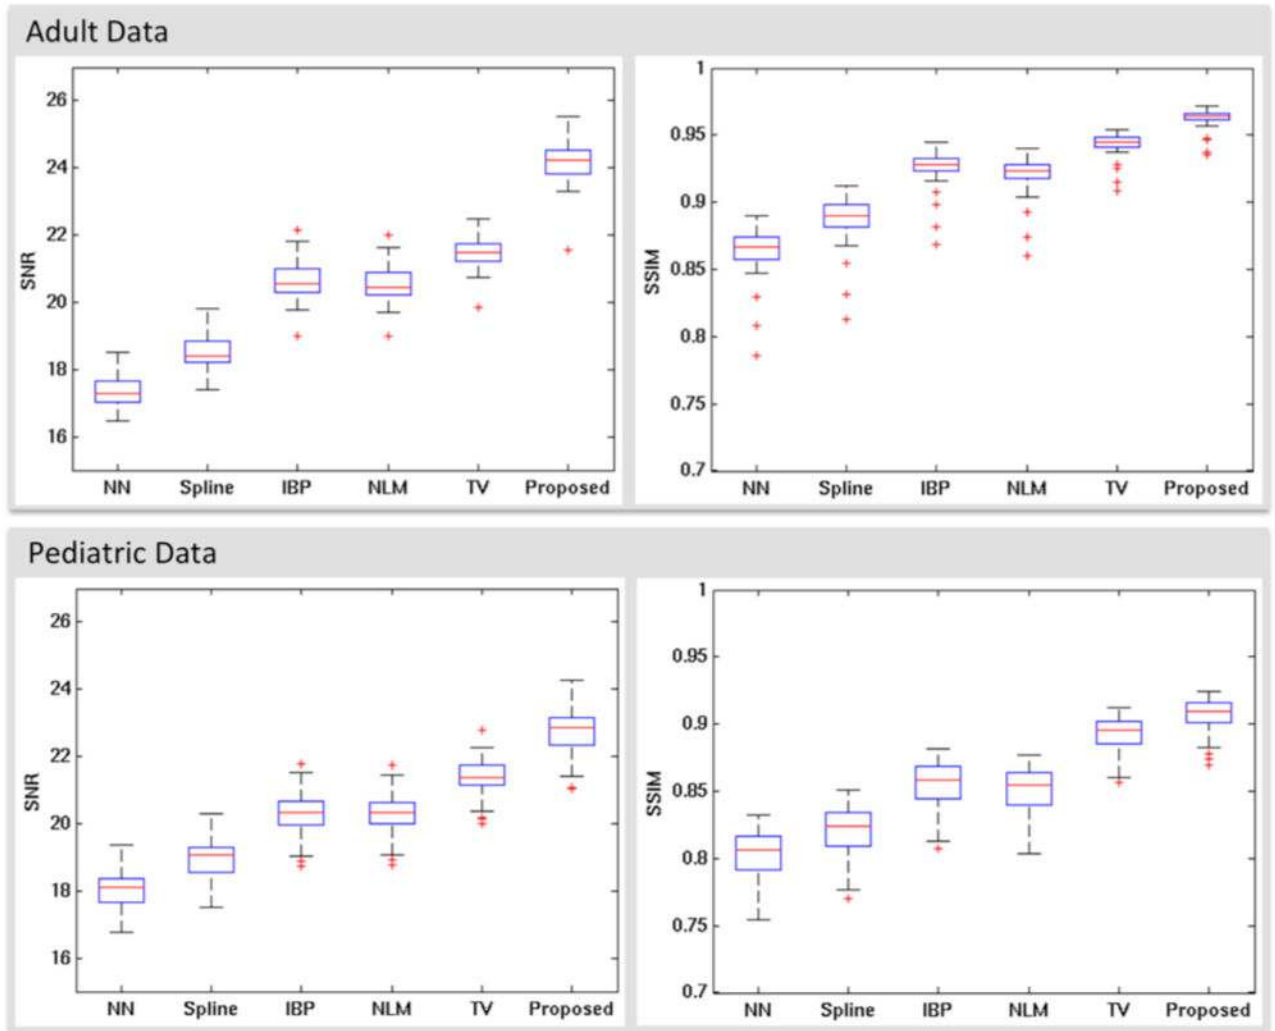 Adult Data
SNR
26
24
22
20
18
16
NN Spline IBP NLM TV Proposed
SSIM
1
0.95
0.9
0.85
0.8
0.75
0.7
NN Spline IBP NLM TV Proposed
Pediatric Data
SNR
26
24
22
20
18
16
NN Spline IBP NLM TV Proposed
SSIM
1
0.95
0.9
0.85
0.8
0.75
0.7
NN Spline IBP NLM TV Proposed